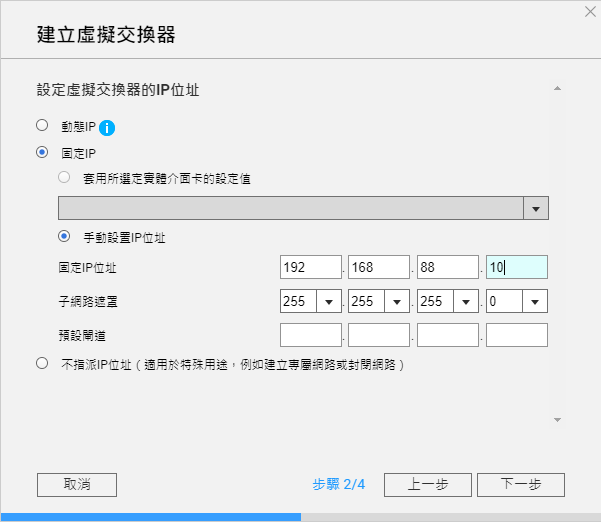 建立虛擬交換器
設定虛擬交換器的IP位址
動態IP i
固定IP
套用所選定實體介面卡的設定值
手動設置IP位址
固定IP位址 192 . 168 . 88 . 10
子網路遮罩 255 . 255 . 255 . 0
預設閘道 . . .
不指派IP位址（適用於特殊用途，例如建立專屬網路或封閉網路）
取消 步驟 2/4 上一步 下一步